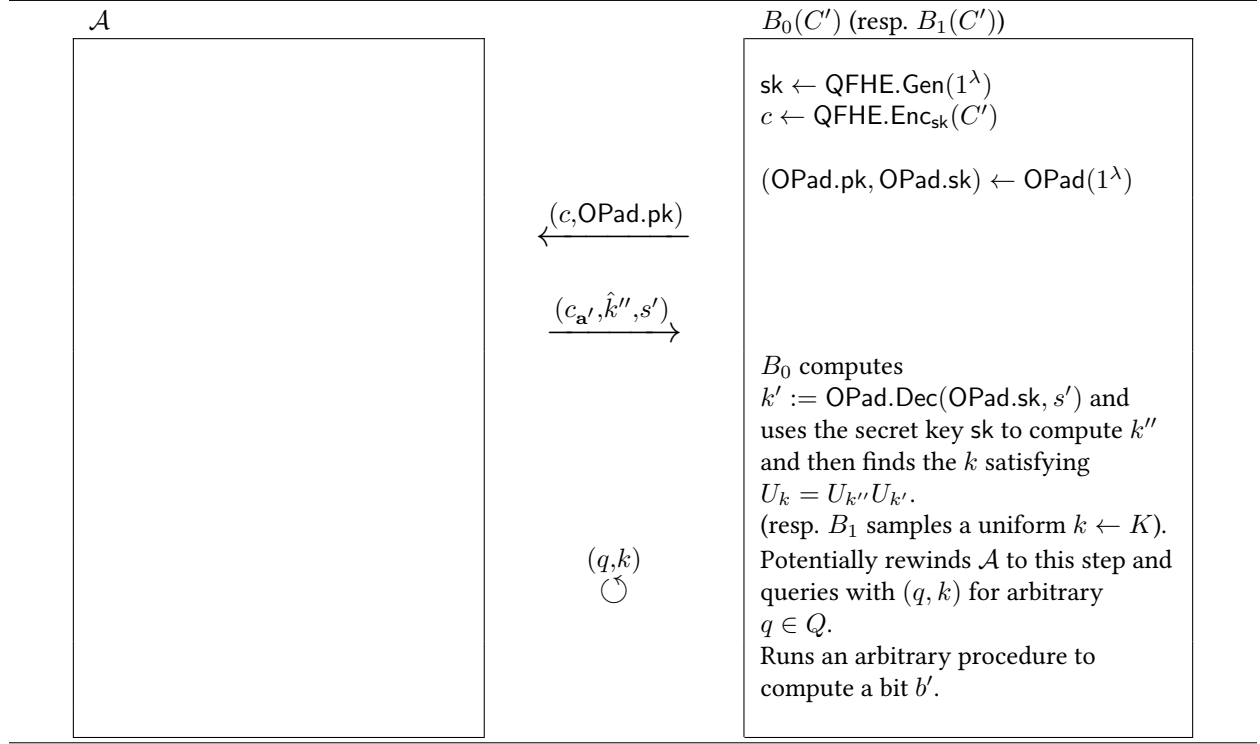 𝒜 B₀(C′) (resp. B₁(C′))
sk ← QFHE.Gen(1^λ)
c ← QFHE.Enc_sk(C′)
(OPad.pk, OPad.sk) ← OPad(1^λ)
(c,OPad.pk)
(c_𝐚′,k̂′′,s′)
B₀ computes
k′ := OPad.Dec(OPad.sk, s′) and
uses the secret key sk to compute k′′
and then finds the k satisfying
U_k = U_k′′U_k′.
(resp. B₁ samples a uniform k ← K).
(q,k)
Potentially rewinds 𝒜 to this step and
queries with (q, k) for arbitrary
q ∈ Q.
Runs an arbitrary procedure to
compute a bit b′.